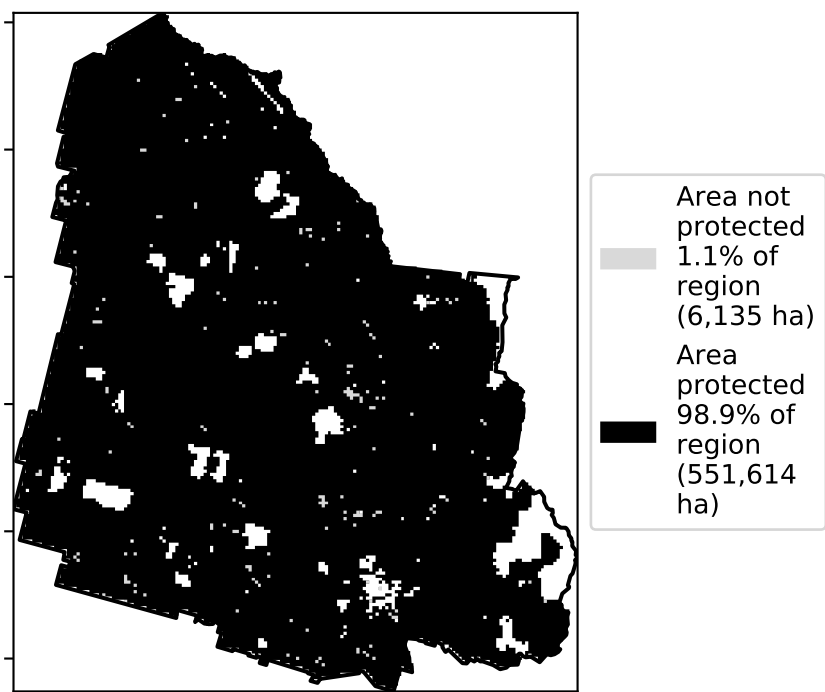 Area not
protected
1.1% of
region
(6,135 ha)
Area
protected
98.9% of
region
(551,614
ha)